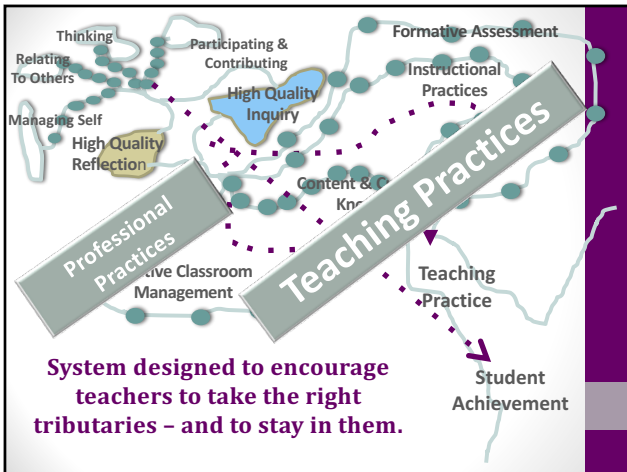 Thinking
Participating &
Contributing
Formative Assessment
Relating
To Others
Instructional
Practices
High Quality
Inquiry
Managing Self
High Quality
Reflection
Content &
Teaching Practices
Professional
Practices
Classroom
Management
Teaching
Practice
Student
Achievement
System designed to encourage
teachers to take the right
tributaries – and to stay in them.